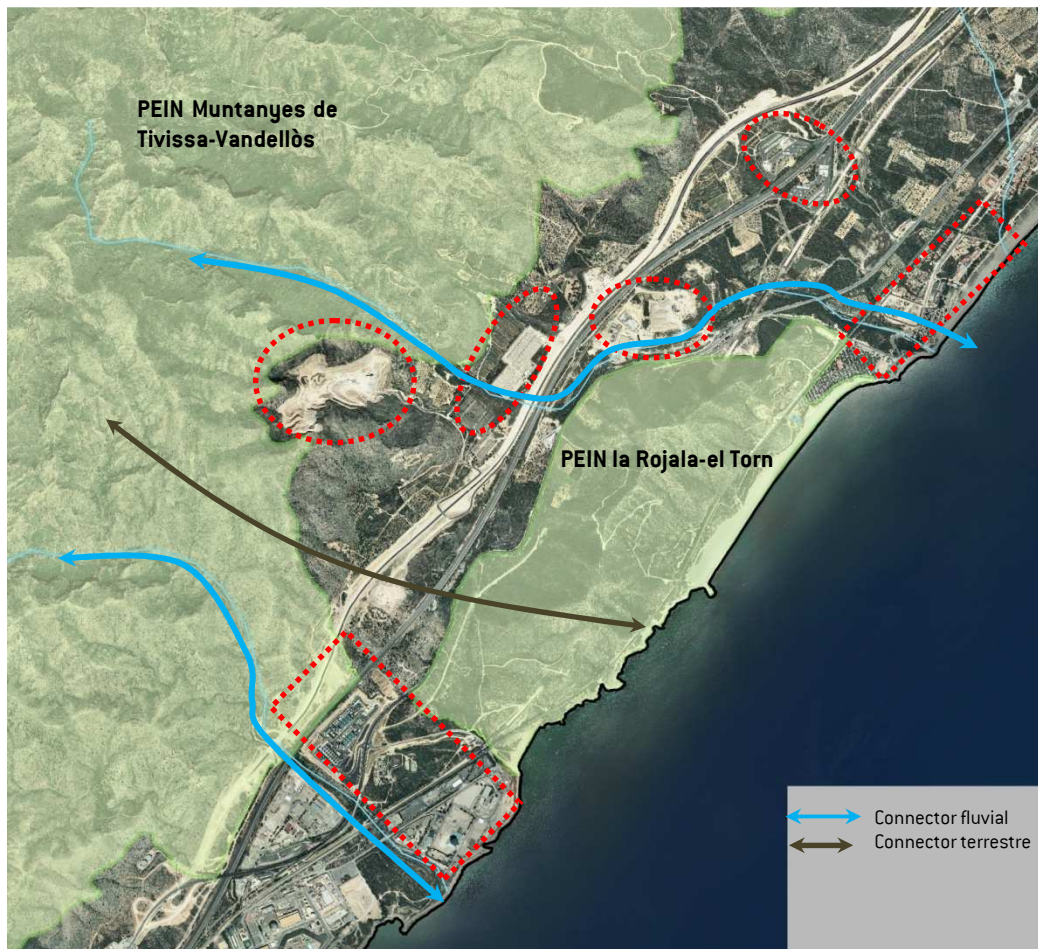 PEIN Muntanyes de
Tivissa-Vandellòs
PEIN la Rojala-el Torn
Connector fluvial
Connector terrestre